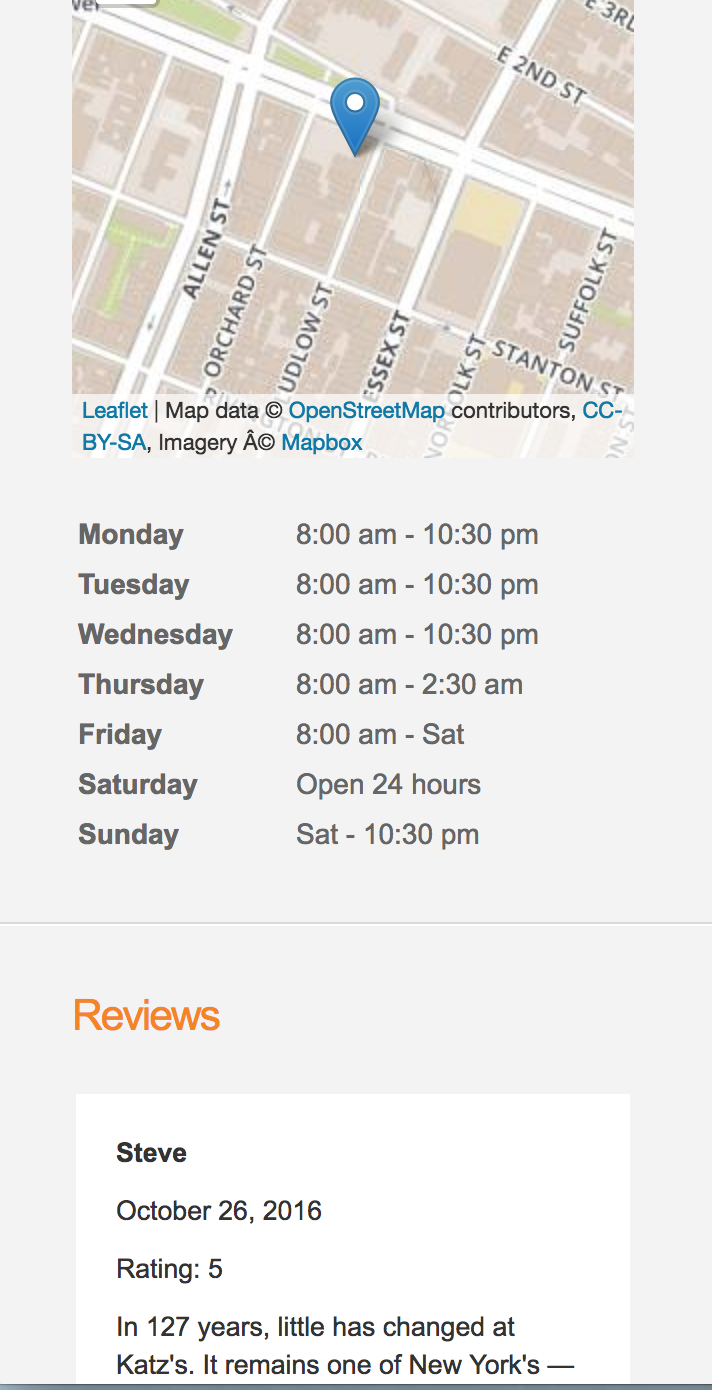 E 3RD
E 2ND ST
ALLEN ST
ORCHARD ST
LUDLOW ST
ESSEX ST
SUFFOLK ST
NORFOLK ST
STANTON ST
Leaflet | Map data © OpenStreetMap contributors, CC-
BY-SA, Imagery Â© Mapbox
Monday 8:00 am - 10:30 pm
Tuesday 8:00 am - 10:30 pm
Wednesday 8:00 am - 10:30 pm
Thursday 8:00 am - 2:30 am
Friday 8:00 am - Sat
Saturday Open 24 hours
Sunday Sat - 10:30 pm
Reviews
Steve
October 26, 2016
Rating: 5
In 127 years, little has changed at
Katz's. It remains one of New York's —